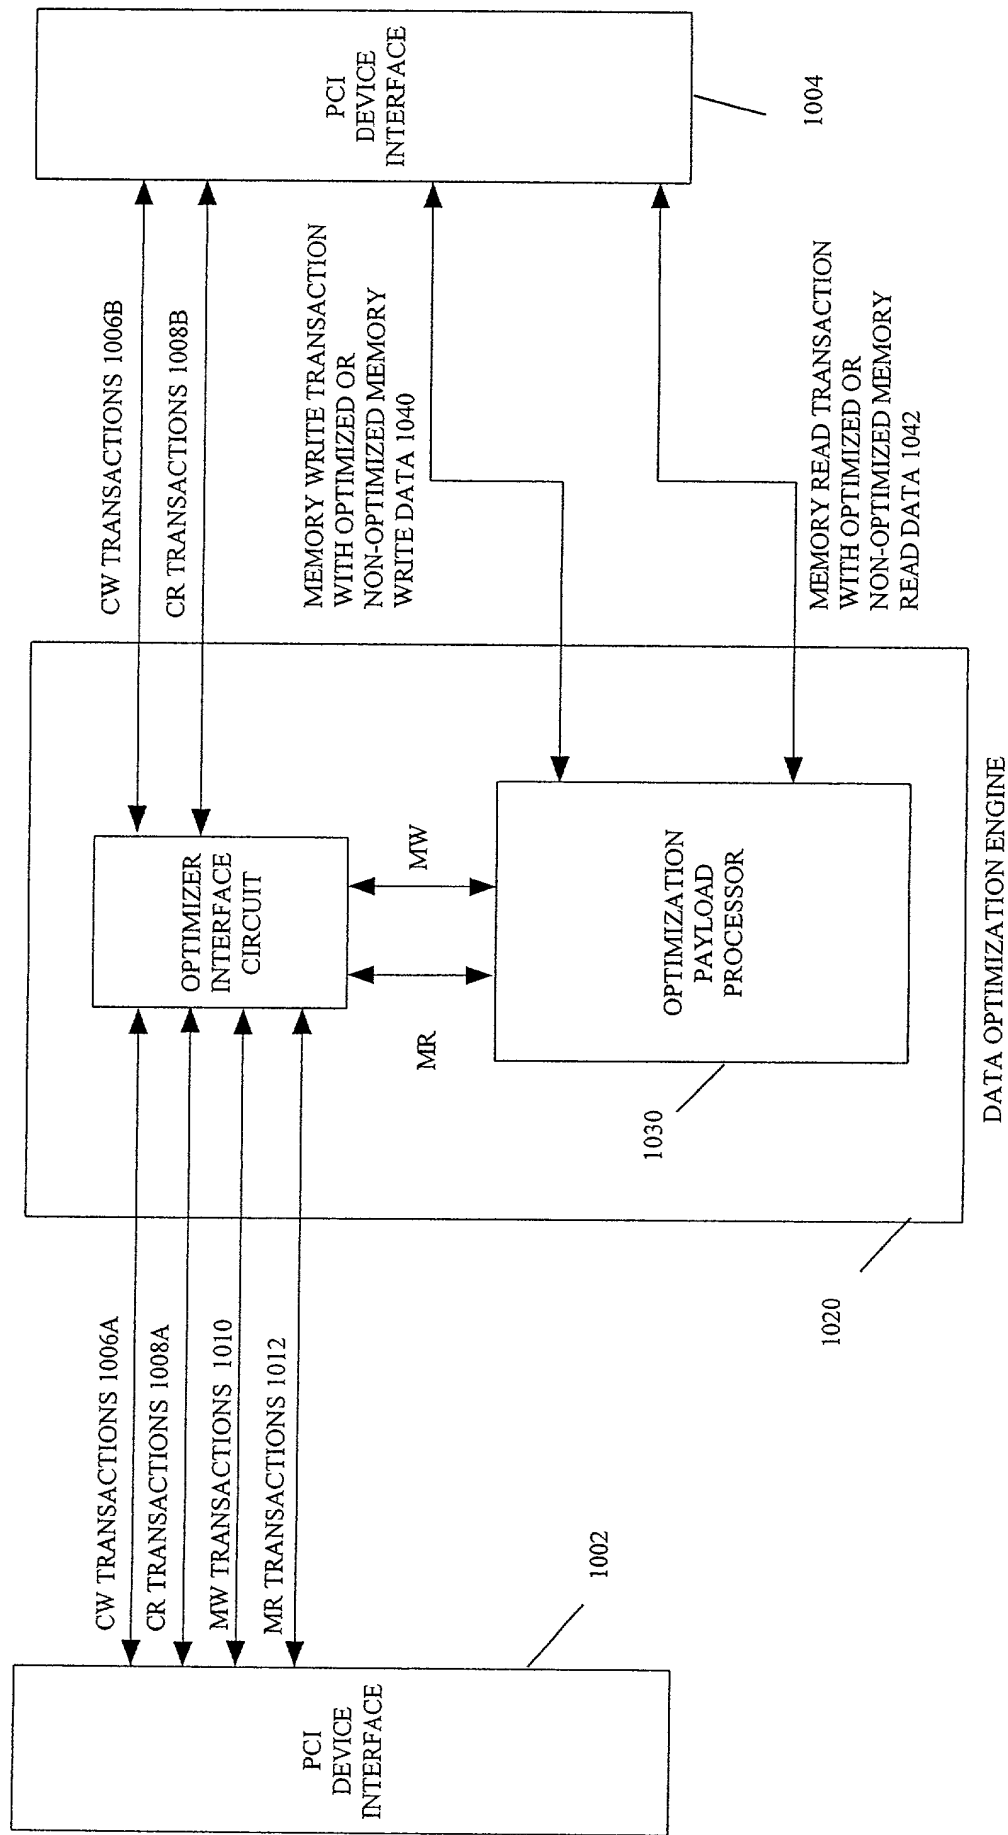 PCI
DEVICE
INTERFACE
1002
CW TRANSACTIONS 1006A
CR TRANSACTIONS 1008A
MW TRANSACTIONS 1010
MR TRANSACTIONS 1012
OPTIMIZER
INTERFACE
CIRCUIT
MR
MW
OPTIMIZATION
PAYLOAD
PROCESSOR
1030
1020
DATA OPTIMIZATION ENGINE
CW TRANSACTIONS 1006B
CR TRANSACTIONS 1008B
MEMORY WRITE TRANSACTION
WITH OPTIMIZED OR
NON-OPTIMIZED MEMORY
WRITE DATA 1040
MEMORY READ TRANSACTION
WITH OPTIMIZED OR
NON-OPTIMIZED MEMORY
READ DATA 1042
PCI
DEVICE
INTERFACE
1004